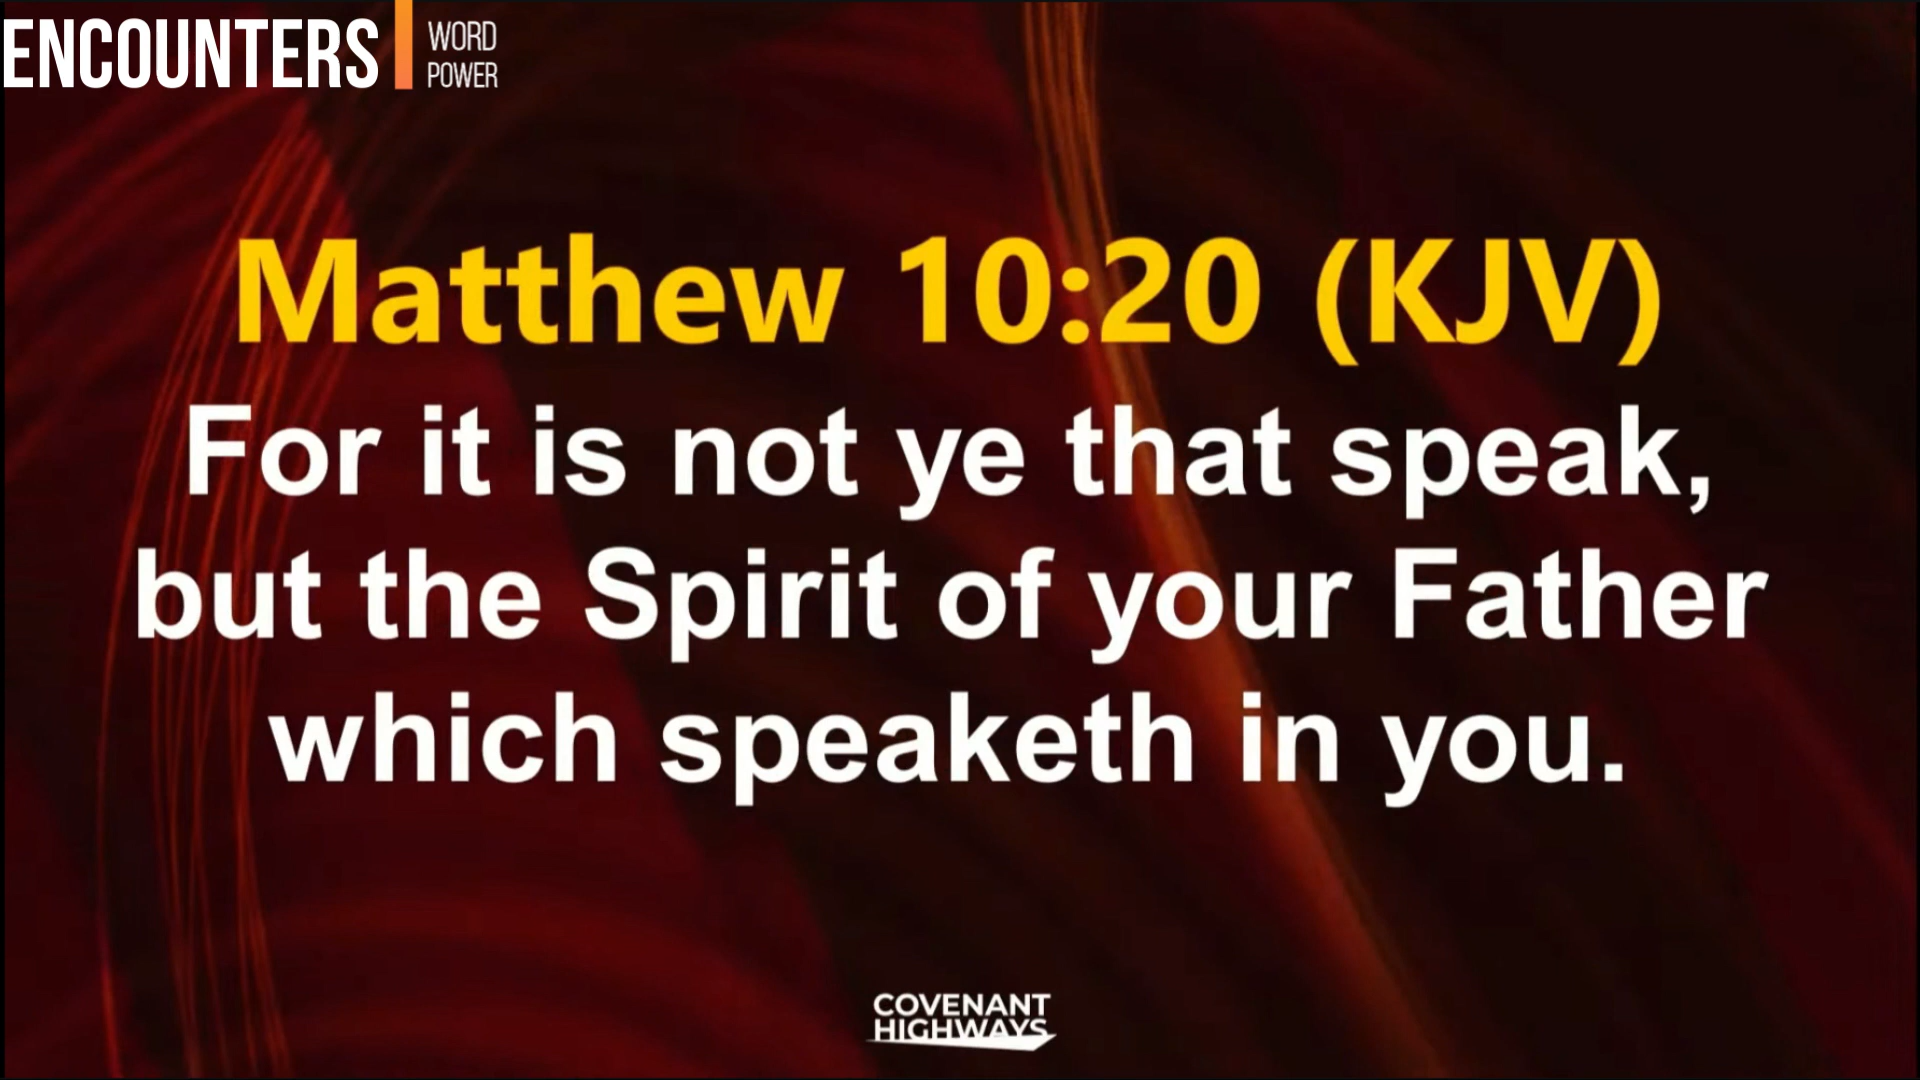 ENCOUNTERS
WORD
POWER
Matthew 10:20 (KJV)
For it is not ye that speak,
but the Spirit of your Father
which speaketh in you.
COVENANT
HIGHWAYS